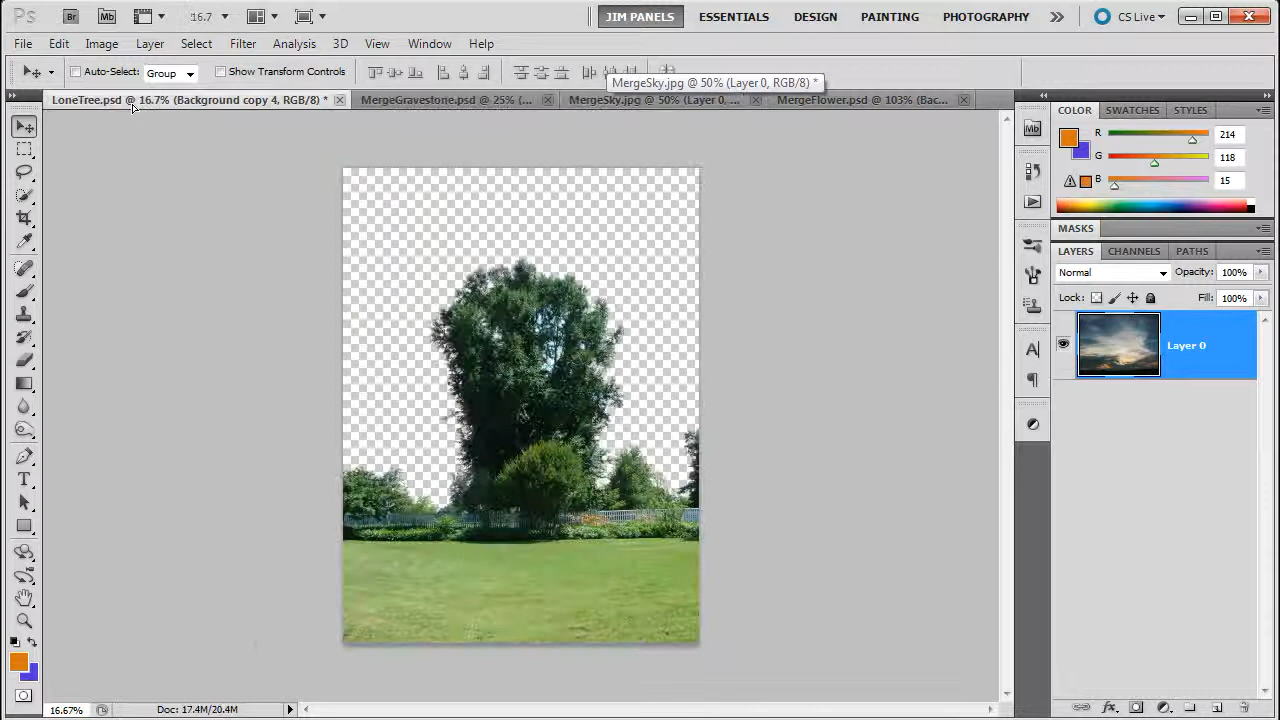 Ps Br Mb 16.7 JIM PANELS ESSENTIALS DESIGN PAINTING PHOTOGRAPHY CS Live
File Edit Image Layer Select Filter Analysis 3D View Window Help
Auto-Select: Group Show Transform Controls
MergeSky.jpg @ 50% (Layer 0, RGB/8) *
LoneTree.psd @ 16.7% (Background copy 4, RGB/8) * MergeGravestone.psd @ 25% (... MergeSky.jpg @ 50% (Layer 0, ... MergeFlower.psd @ 103% (Bac...
COLOR SWATCHES STYLES
Mb
R 214
G 118
B 15
MASKS
LAYERS CHANNELS PATHS
Normal Opacity: 100%
Lock: Fill: 100%
Layer 0
A
T
16.67% Doc: 17.4M/20.4M
fx